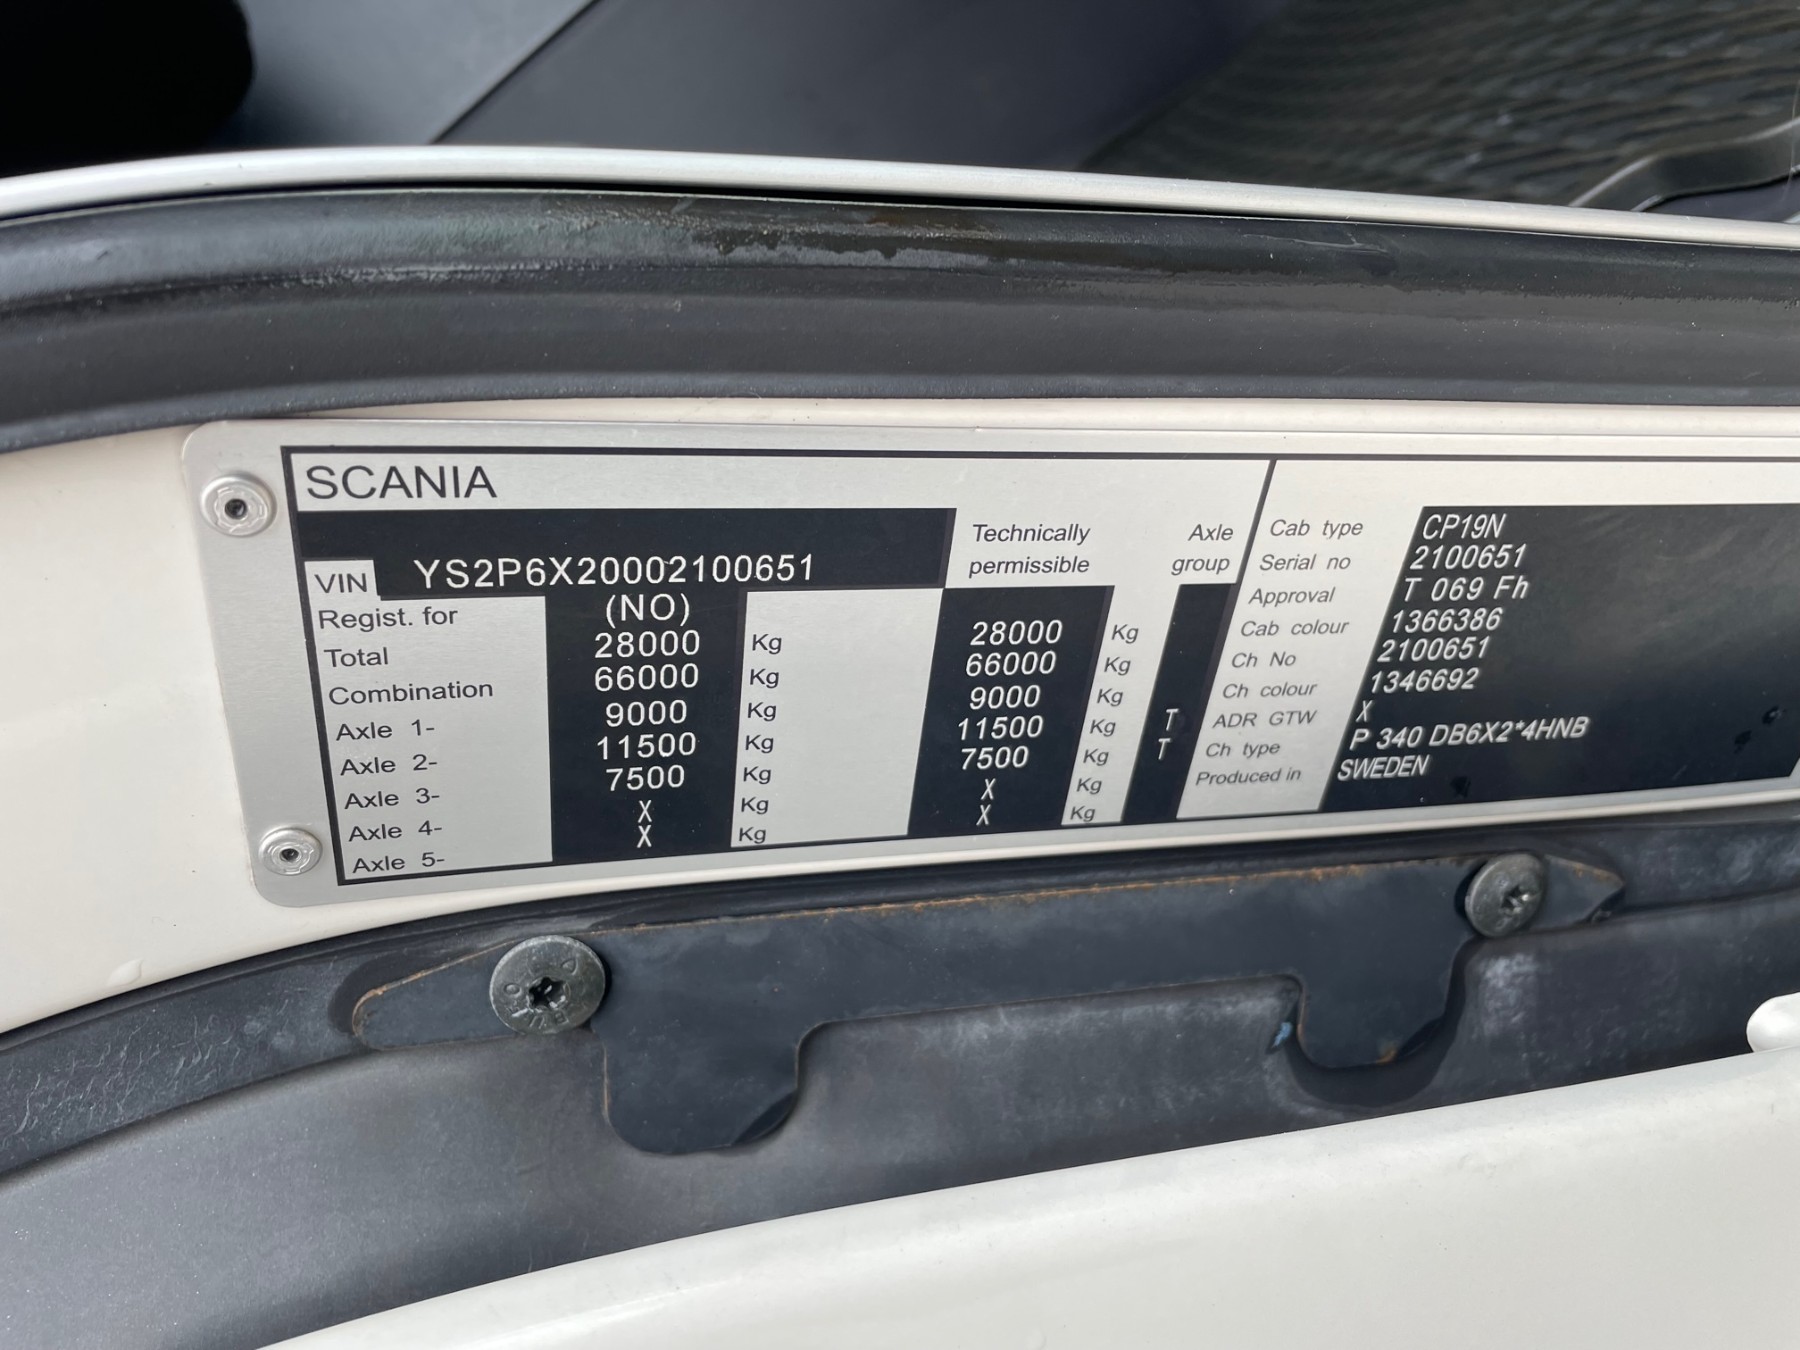 SCANIA
VIN YS2P6X20002100651
Regist. for (NO)
Technically permissible
Axle group
Total 28000 Kg 28000 Kg
Combination 66000 Kg 66000 Kg
Axle 1- 9000 Kg 9000 Kg
Axle 2- 11500 Kg 11500 Kg T
Axle 3- 7500 Kg 7500 Kg T
Axle 4- X Kg X Kg
Axle 5- X Kg X Kg
Cab type CP19N
Serial no 2100651
Approval T 069 Fh
Cab colour 1366386
Ch No 2100651
Ch colour 1346692
ADR GTW X
Ch type P 340 DB6X2*4HNB
Produced in SWEDEN